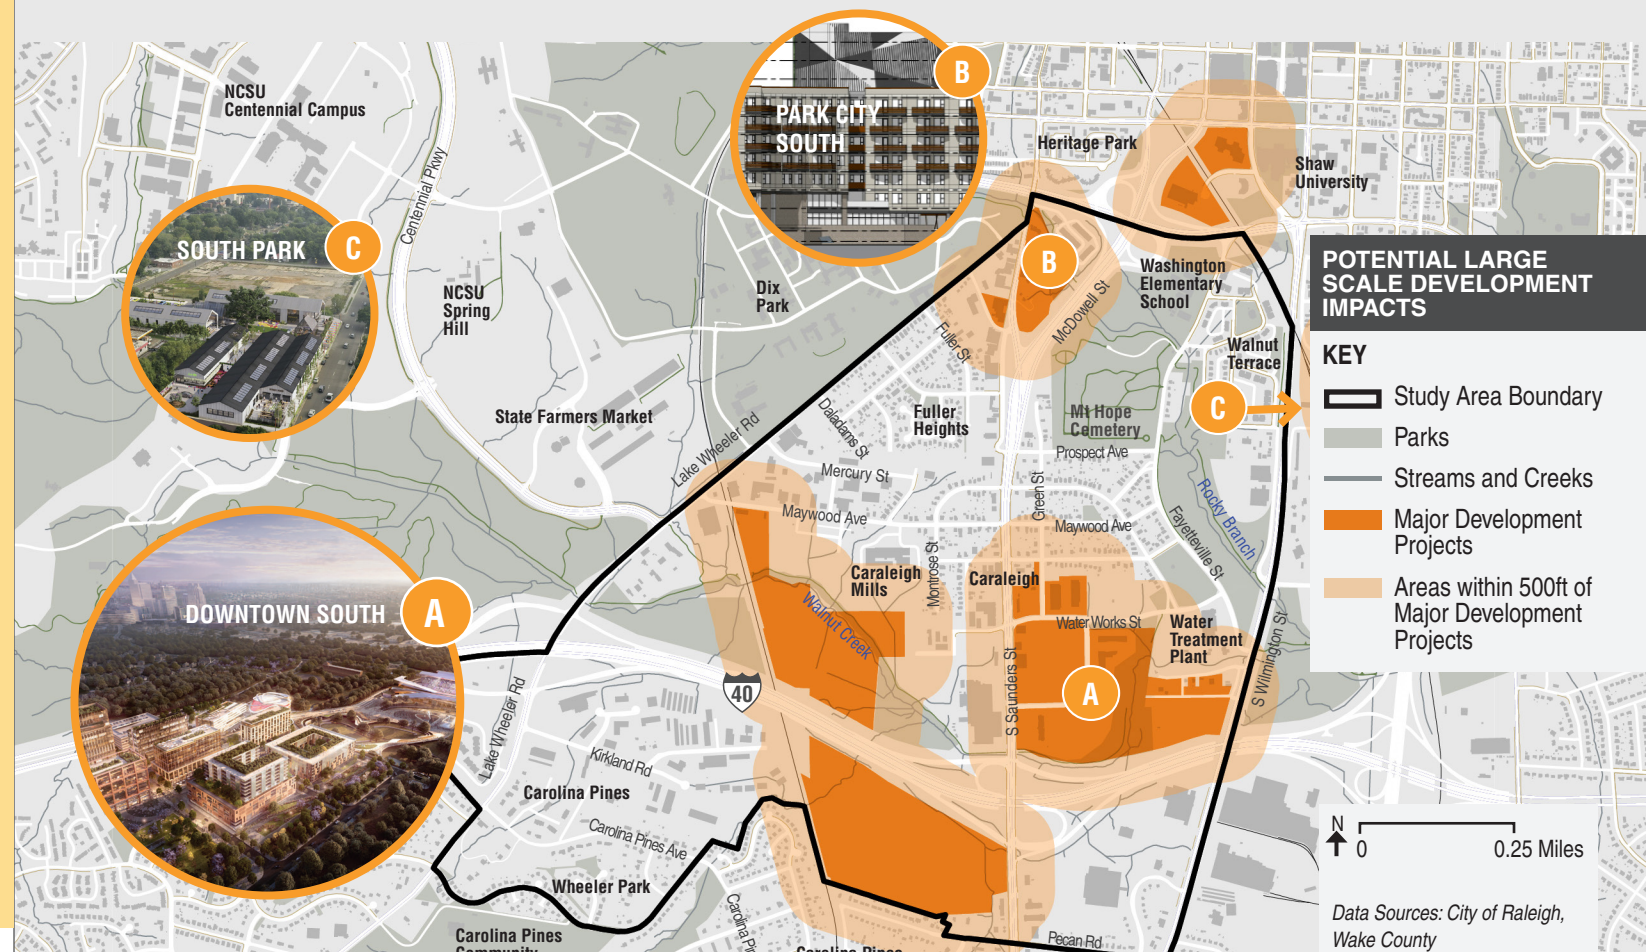 NCSU
Centennial Campus
Centennial Pkwy
B
PARK CITY
SOUTH
Heritage Park
Shaw
University
SOUTH PARK
C
NCSU
Spring
Hill
Dix
Park
B
McDowell St
Washington
Elementary
School
Fuller St
Walnut
Terrace
C
State Farmers Market
Lake Wheeler Rd
Daladams St
Fuller
Heights
Mt Hope
Cemetery
Prospect Ave
Mercury St
Green St
Rocky Branch
Maywood Ave
Maywood Ave
Fayetteville St
DOWNTOWN SOUTH
A
Caraleigh
Mills
Montrose St
Caraleigh
Walnut Creek
Water Works St
Water
Treatment
Plant
S Wilmington St
S Saunders St
A
40
Lake Wheeler Rd
Kirkland Rd
Carolina Pines
Carolina Pines Ave
Wheeler Park
Carolina Pines
Community
Pecan Rd
Carolina Pines
POTENTIAL LARGE
SCALE DEVELOPMENT
IMPACTS
KEY
Study Area Boundary
Parks
Streams and Creeks
Major Development
Projects
Areas within 500ft of
Major Development
Projects
N
0
0.25 Miles
Data Sources: City of Raleigh,
Wake County